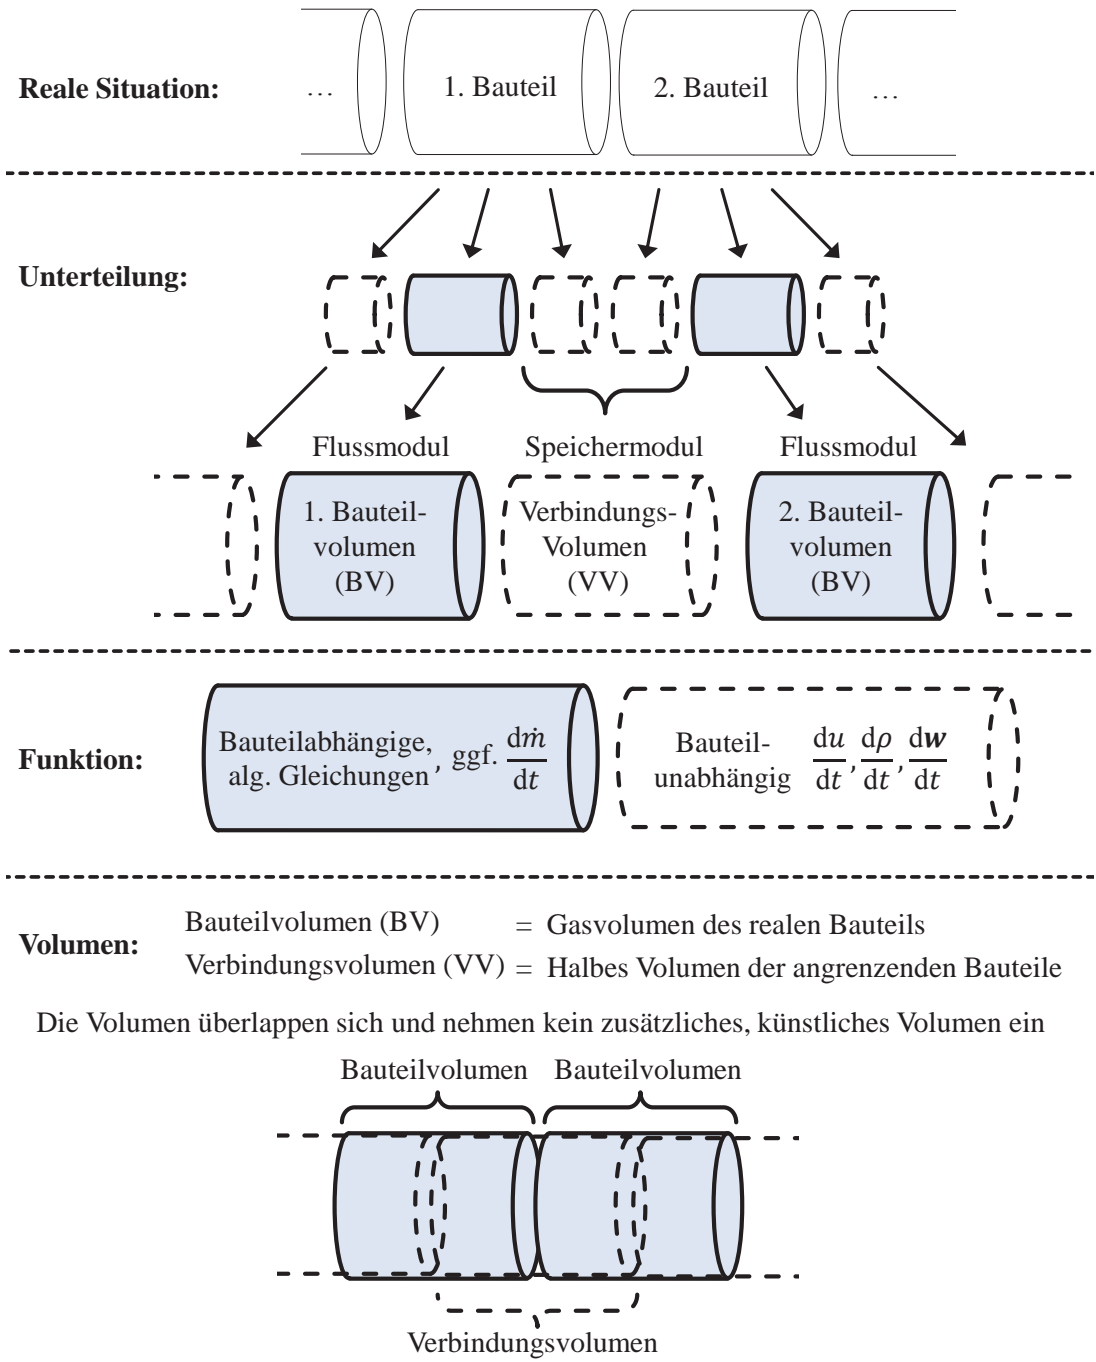 Reale Situation:
...
1. Bauteil
2. Bauteil
...
Unterteilung:
Flussmodul
Speichermodul
Flussmodul
1. Bauteil-
volumen
(BV)
Verbindungs-
Volumen
(VV)
2. Bauteil-
volumen
(BV)
Funktion:
Bauteilabhängige,
alg. Gleichungen, ggf. dṁ/dt
Bauteil-
unabhängig
du/dt, dρ/dt, dw/dt
Volumen:
Bauteilvolumen (BV) = Gasvolumen des realen Bauteils
Verbindungsvolumen (VV) = Halbes Volumen der angrenzenden Bauteile
Die Volumen überlappen sich und nehmen kein zusätzliches, künstliches Volumen ein
Bauteilvolumen Bauteilvolumen
Verbindungsvolumen